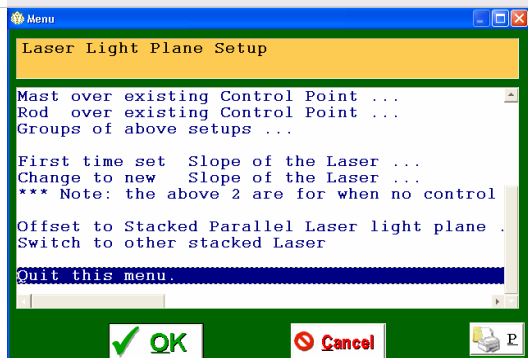 Menu
Laser Light Plane Setup
Mast over existing Control Point ...
Rod  over existing Control Point ...
Groups of above setups ...
First time set  Slope of the Laser ...
Change to new   Slope of the Laser ...
*** Note: the above 2 are for when no control
Offset to Stacked Parallel Laser light plane .
Switch to other stacked Laser
Quit this menu.
OK
Cancel
P